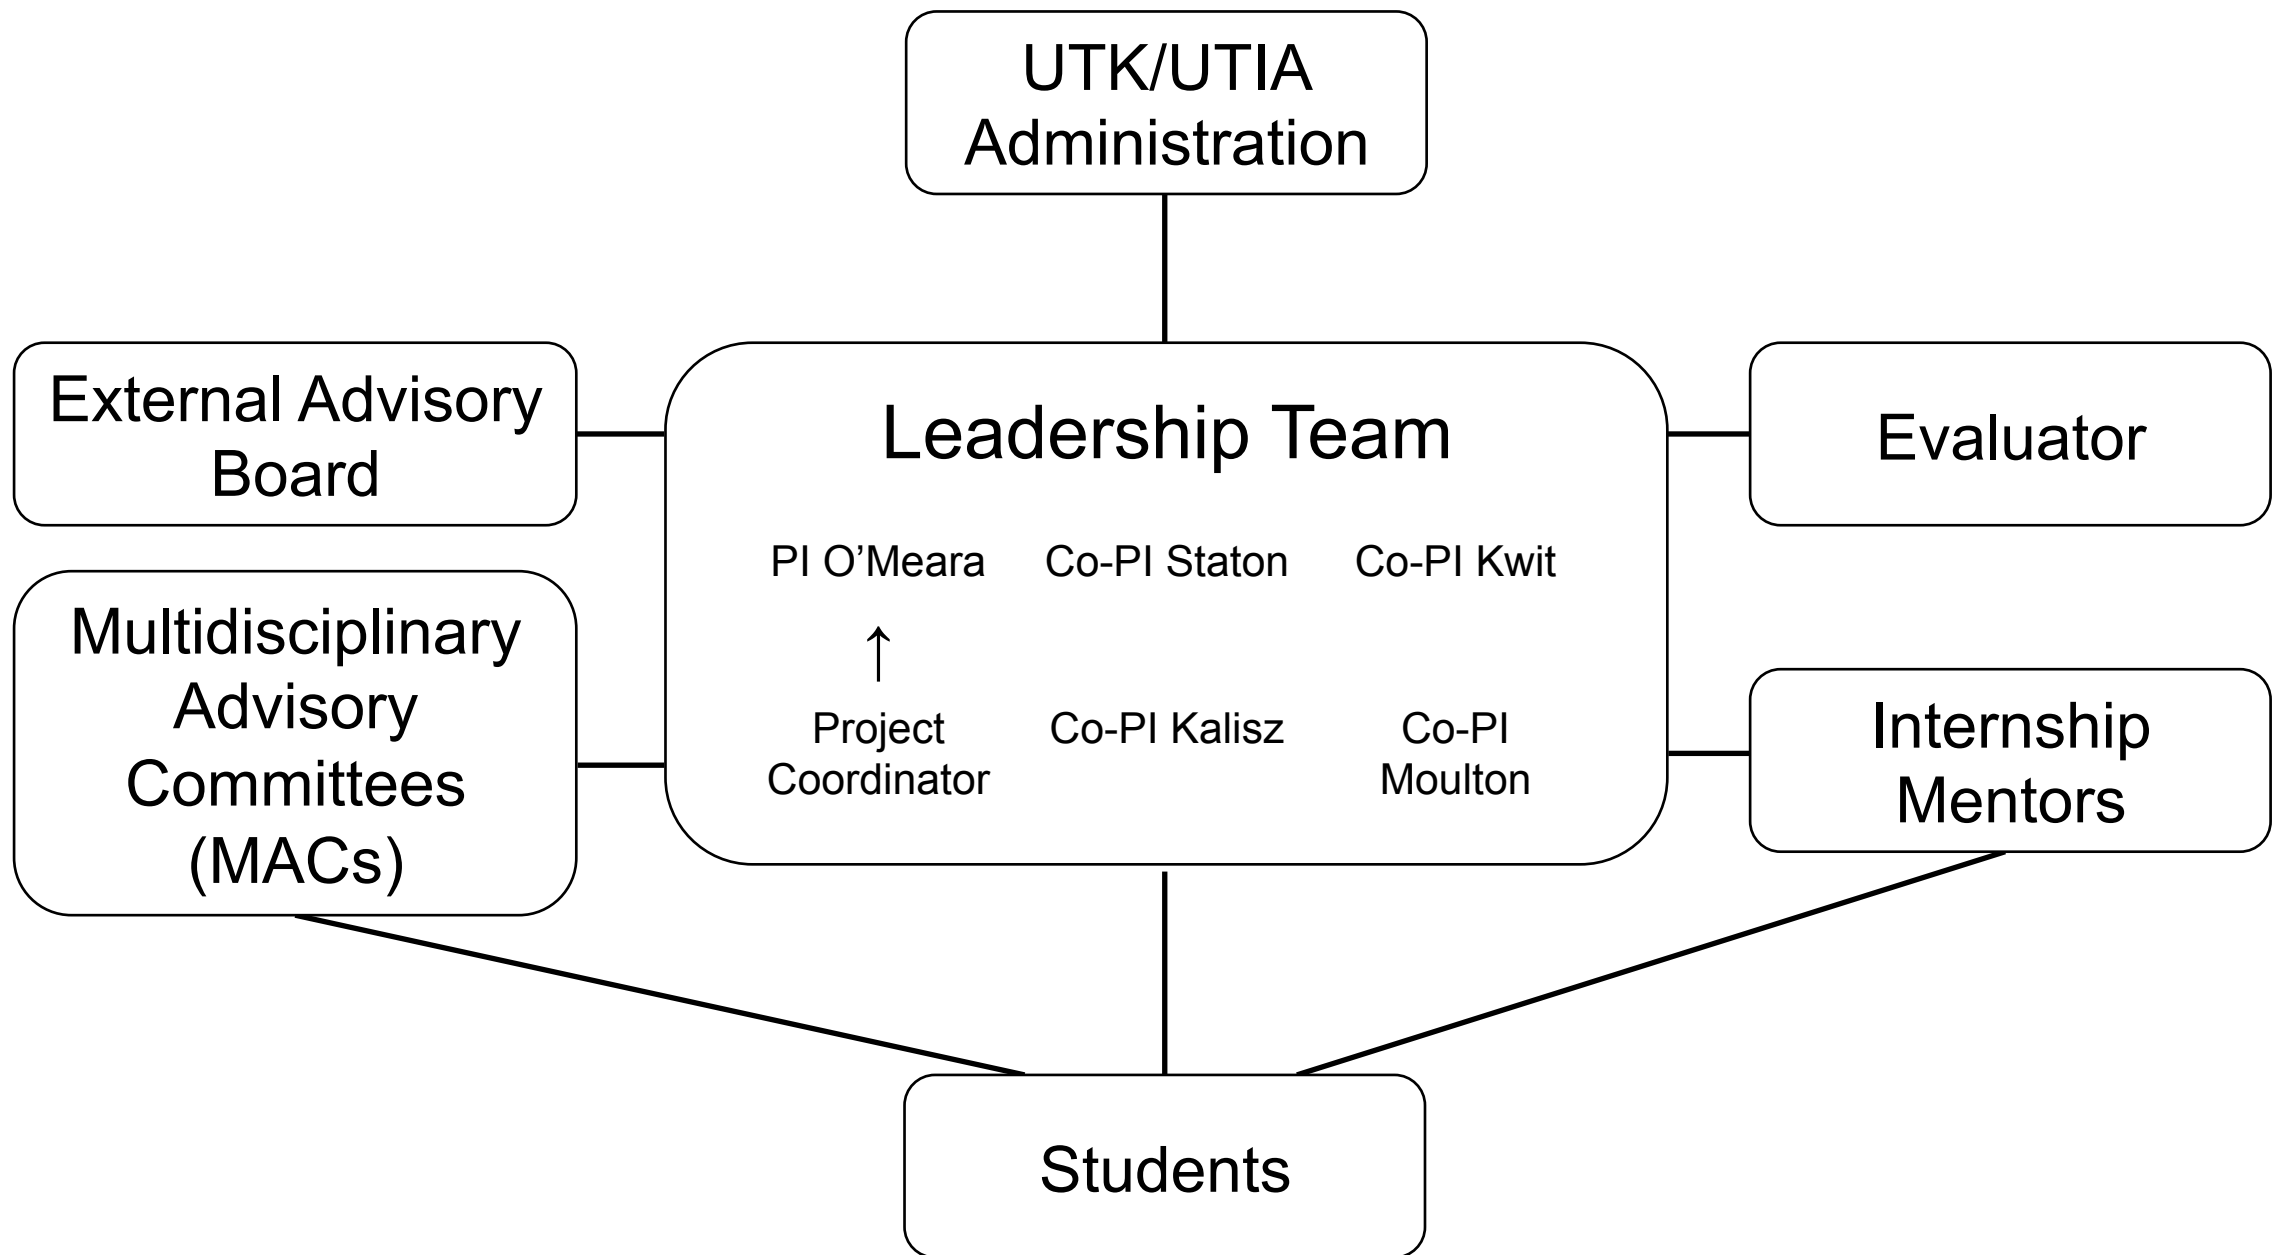 UTK/UTIA
Administration
External Advisory
Board
Leadership Team
Evaluator
PI O’Meara
Co-PI Staton
Co-PI Kwit
Multidisciplinary
Advisory
Committees
(MACs)
↑
Project
Coordinator
Co-PI Kalisz
Co-PI
Moulton
Internship
Mentors
Students